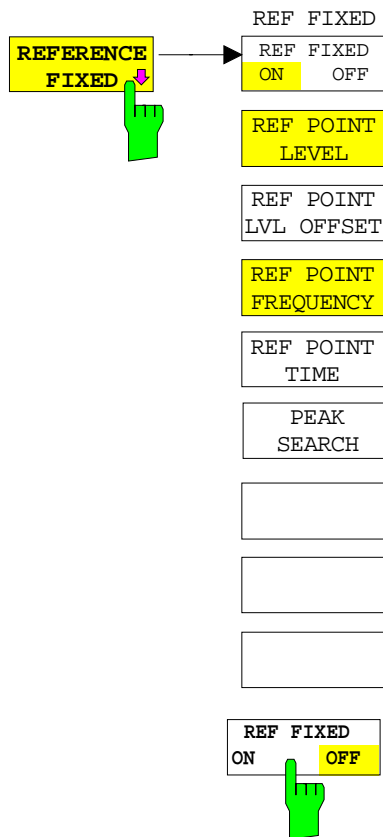 REF FIXED
REFERENCE
FIXED
REF FIXED
ON OFF
REF POINT
LEVEL
REF POINT
LVL OFFSET
REF POINT
FREQUENCY
REF POINT
TIME
PEAK
SEARCH
REF FIXED
ON OFF